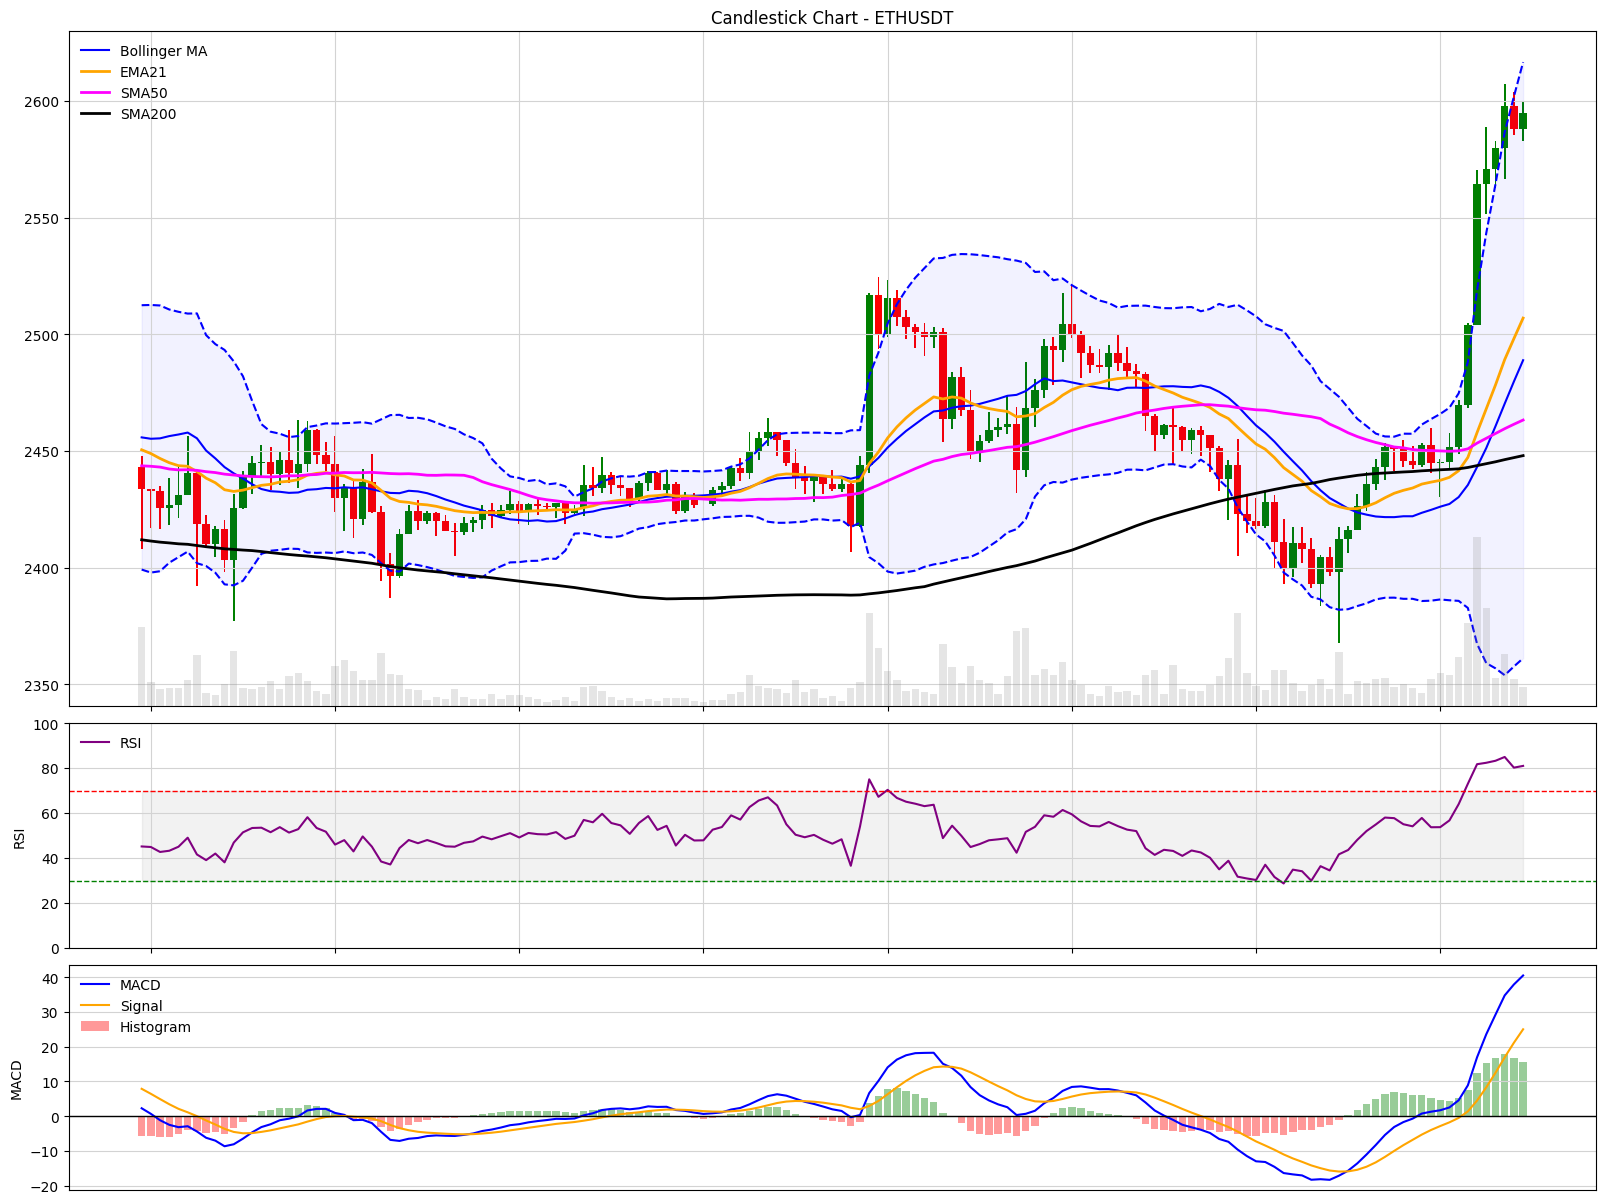 Candlestick Chart - ETHUSDT
Bollinger MA
EMA21
SMA50
SMA200
2600
2550
2500
2450
2400
2350
100
80
60
40
20
0
RSI
RSI
40
30
20
10
0
−10
−20
MACD
MACD
Signal
Histogram